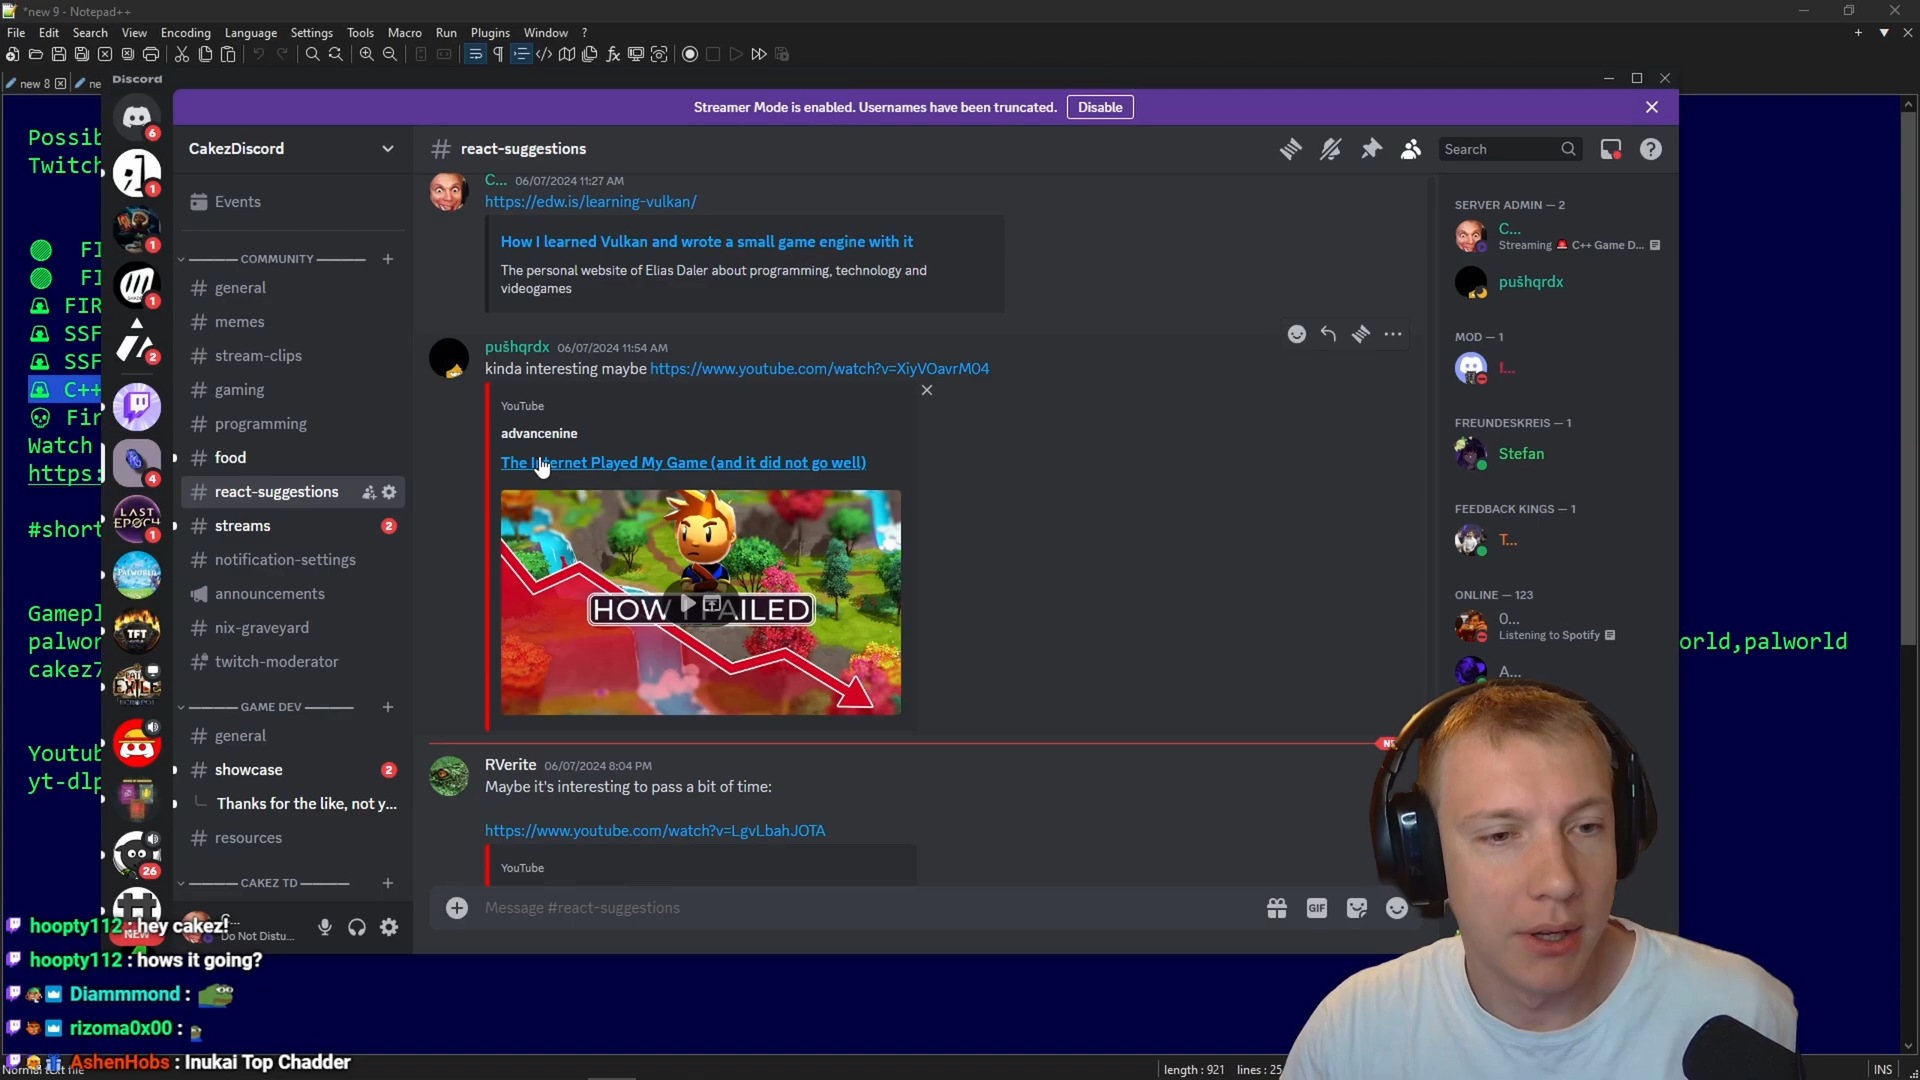 *new 9 - Notepad++
File Edit Search View Encoding Language Settings Tools Macro Run Plugins Window ?
new 8
Discord
Streamer Mode is enabled. Usernames have been truncated. Disable
CakezDiscord
# react-suggestions
Search
Events
COMMUNITY
# general
# memes
# stream-clips
# gaming
# programming
# food
# react-suggestions
# streams 2
# notification-settings
announcements
# nix-graveyard
# twitch-moderator
GAME DEV
# general
# showcase 2
Thanks for the like, not y...
# resources
CAKEZ TD
C... 06/07/2024 11:27 AM
https://edw.is/learning-vulkan/
How I learned Vulkan and wrote a small game engine with it
The personal website of Elias Daler about programming, technology and
videogames
pušhqrdx 06/07/2024 11:54 AM
kinda interesting maybe https://www.youtube.com/watch?v=XiyVOavrM04
YouTube
advancenine
The Internet Played My Game (and it did not go well)
HOW I FAILED
RVerite 06/07/2024 8:04 PM
Maybe it's interesting to pass a bit of time:
https://www.youtube.com/watch?v=LgvLbahJOTA
YouTube
Message #react-suggestions
GIF
SERVER ADMIN — 2
C...
Streaming C++ Game D...
pušhqrdx
MOD — 1
I...
FREUNDESKREIS — 1
Stefan
FEEDBACK KINGS — 1
T...
ONLINE — 123
O...
Listening to Spotify
A...
Do Not Distu...
LAST EPOCH
PALWORLD
TFT
NEW
Twitch
C++
Watch
https:
#short
cakez7
yt-dlp
orld,palworld
hoopty112 : hey cakez!
hoopty112 : hows it going?
Diammmond :
rizoma0x00 :
AshenHobs : Inukai Top Chadder
length : 921 lines : 25
INS